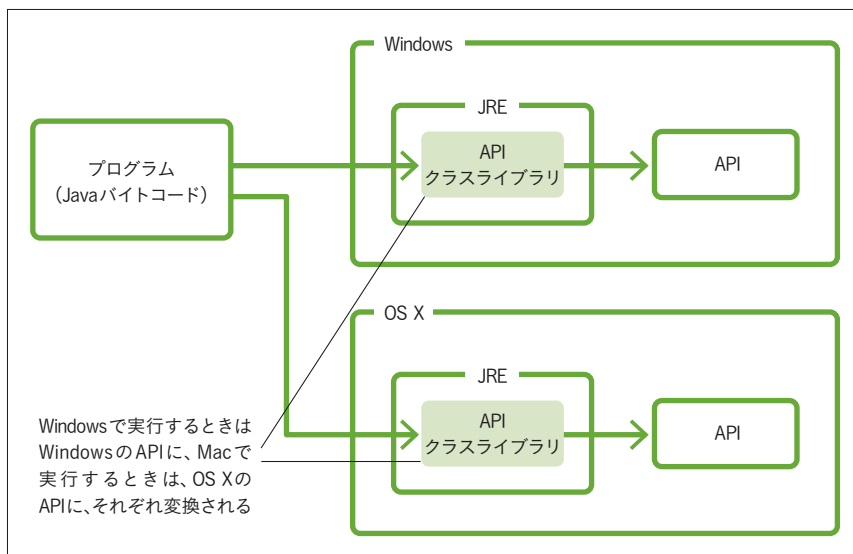 Windows
JRE
API
クラスライブラリ
API
プログラム
（Javaバイトコード）
OS X
JRE
API
クラスライブラリ
API
Windowsで実行するときは
WindowsのAPIに、Macで
実行するときは、OS Xの
APIに、それぞれ変換される